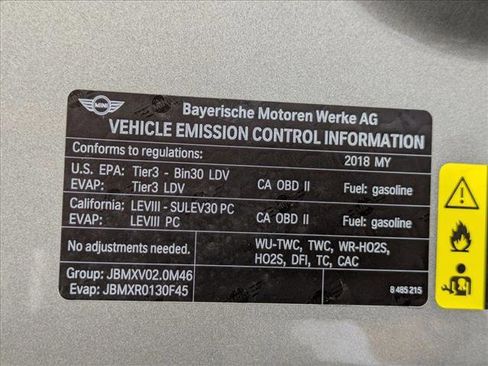 MINI
Bayerische Motoren Werke AG
VEHICLE EMISSION CONTROL INFORMATION
Conforms to regulations: 2018 MY
U.S. EPA: Tier3 - Bin30 LDV
EVAP: Tier3 LDV CA OBD II Fuel: gasoline
California: LEVIII - SULEV30 PC
EVAP: LEVIII PC CA OBD II Fuel: gasoline
No adjustments needed. WU-TWC, TWC, WR-HO2S,
HO2S, DFI, TC, CAC
Group: JBMXV02.0M46
Evap: JBMXR0130F45 8 485 215